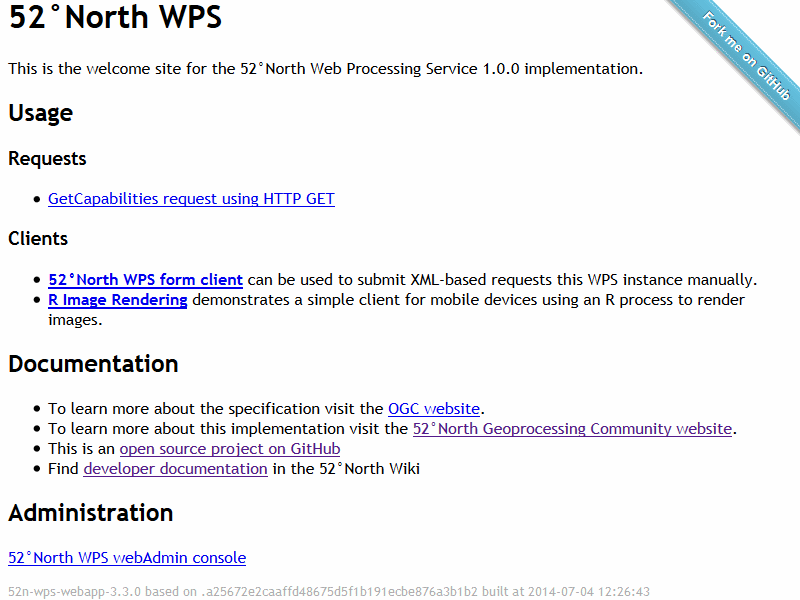 52°North WPS
Fork me on GitHub
This is the welcome site for the 52°North Web Processing Service 1.0.0 implementation.
Usage
Requests
• GetCapabilities request using HTTP GET
Clients
• 52°North WPS form client can be used to submit XML-based requests this WPS instance manually.
• R Image Rendering demonstrates a simple client for mobile devices using an R process to render
images.
Documentation
• To learn more about the specification visit the OGC website.
• To learn more about this implementation visit the 52°North Geoprocessing Community website.
• This is an open source project on GitHub
• Find developer documentation in the 52°North Wiki
Administration
52°North WPS webAdmin console
52n-wps-webapp-3.3.0 based on .a25672e2caaffd48675d5f1b191ecbe876a3b1b2 built at 2014-07-04 12:26:43